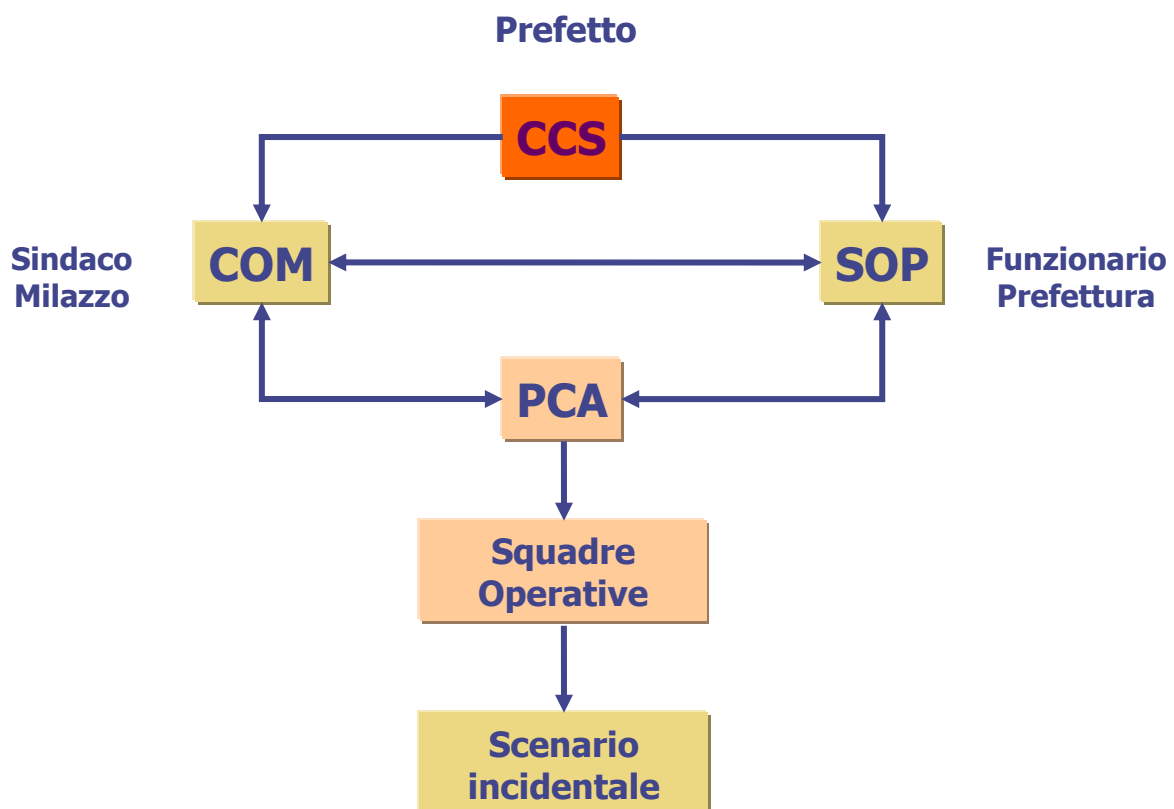 Prefetto
CCS
Sindaco
Milazzo
COM
SOP
Funzionario
Prefettura
PCA
Squadre
Operative
Scenario
incidentale